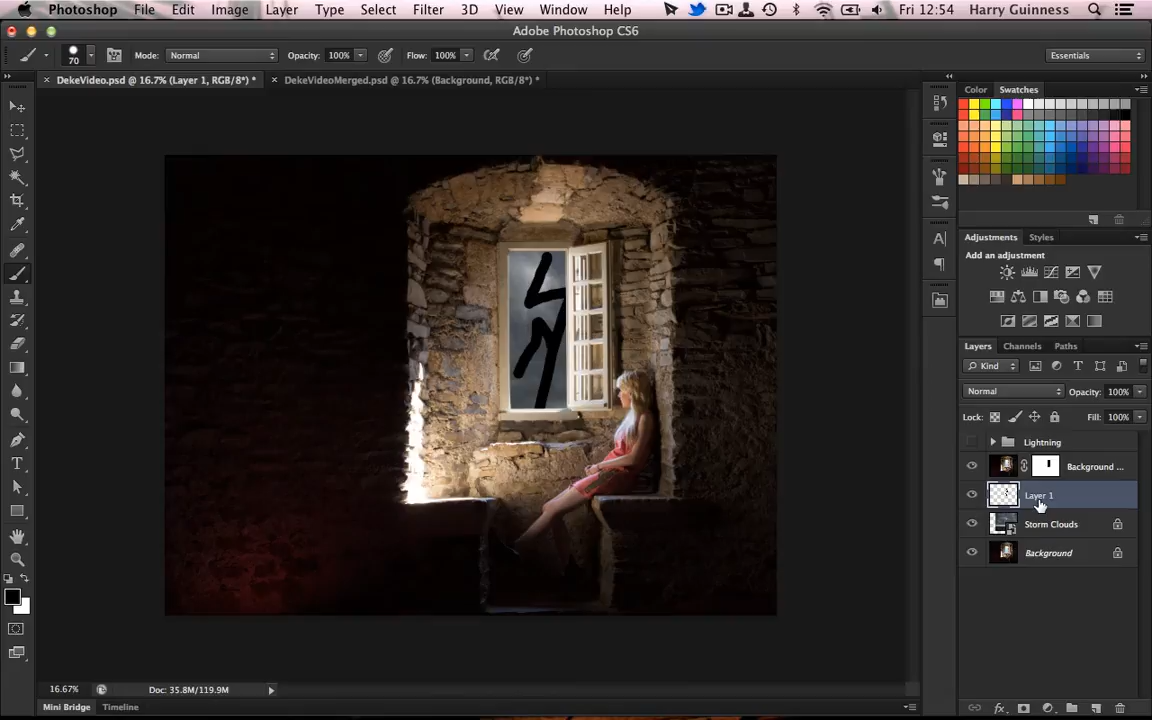 Photoshop File Edit Image Layer Type Select Filter 3D View Window Help Fri 12:54 Harry Guinness
Adobe Photoshop CS6
70 Mode: Normal Opacity: 100% Flow: 100% Essentials
× DekeVideo.psd @ 16.7% (Layer 1, RGB/8*) * × DekeVideoMerged.psd @ 16.7% (Background, RGB/8*) *
Color Swatches
Adjustments Styles
Add an adjustment
Layers Channels Paths
Kind
Normal Opacity: 100%
Lock: Fill: 100%
Lightning
Background ...
Layer 1
Storm Clouds
Background
16.67% Doc: 35.8M/119.9M
Mini Bridge Timeline